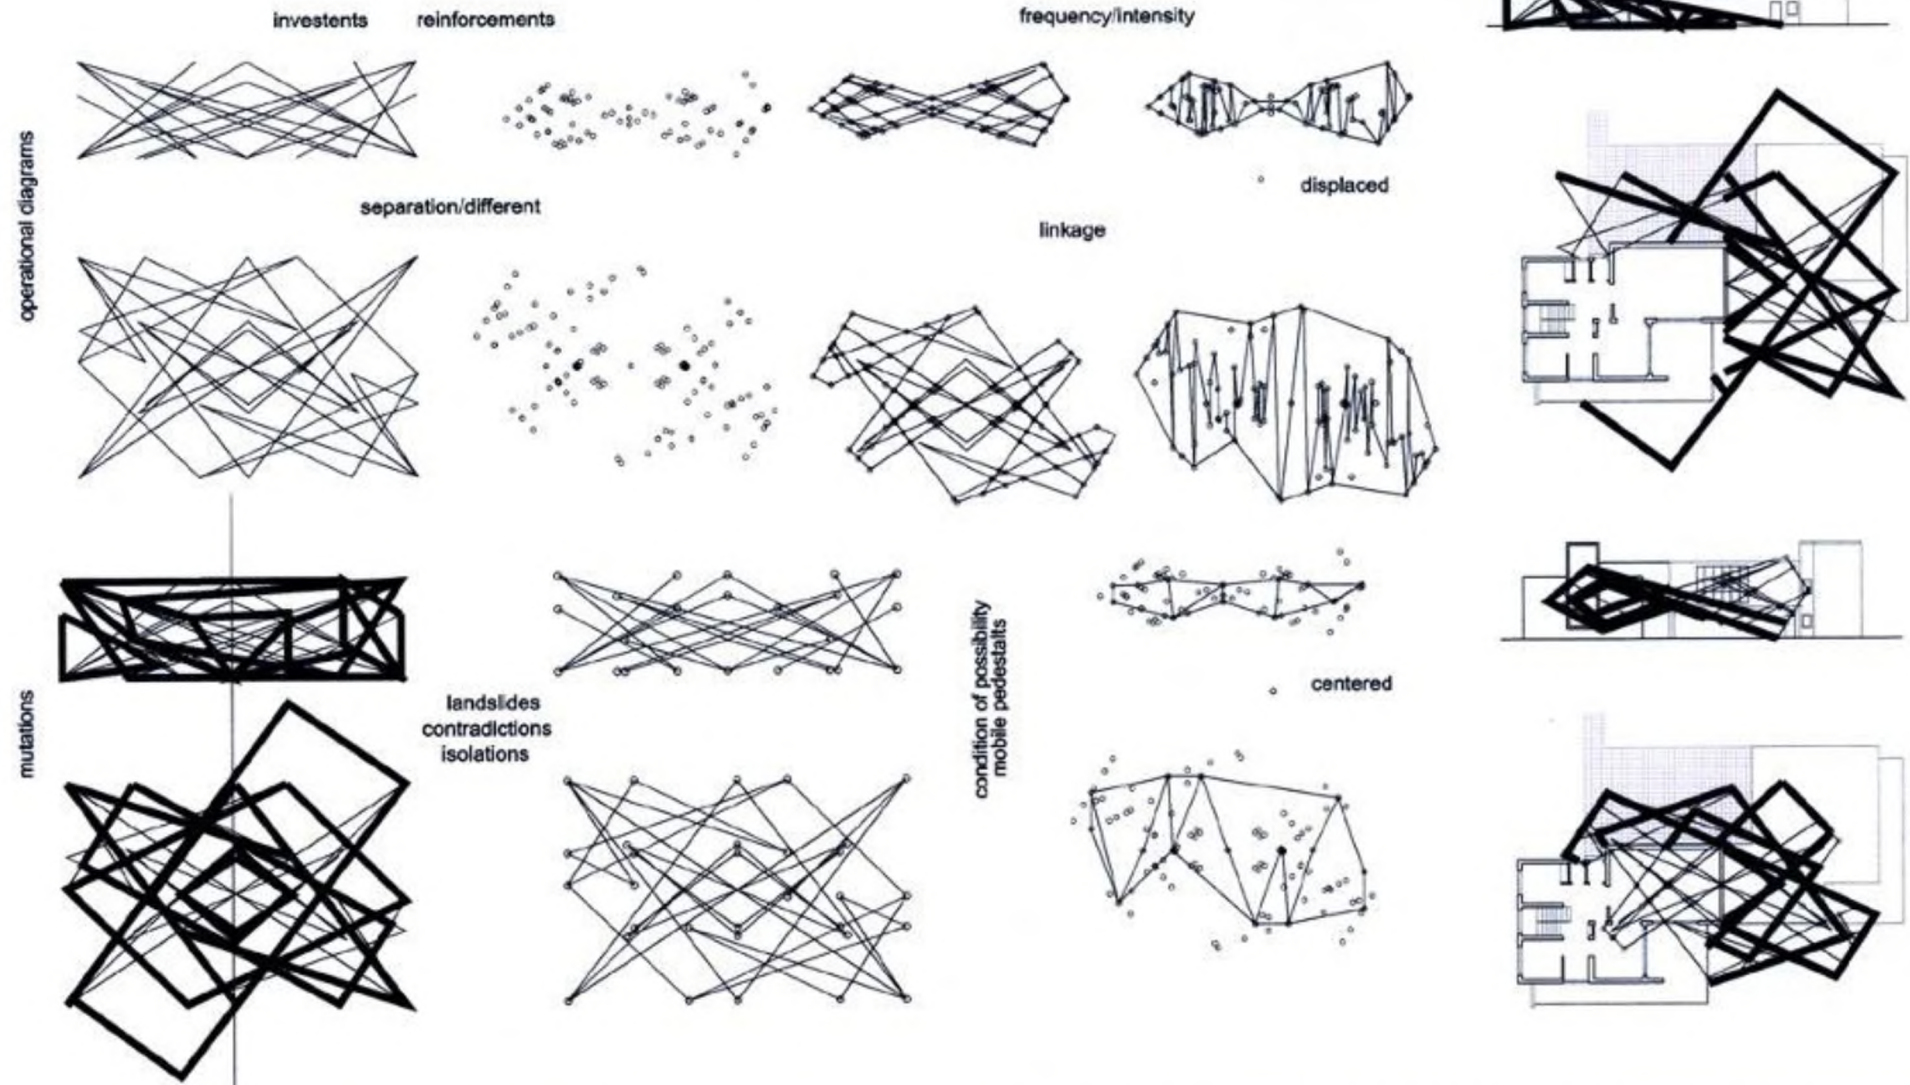 investents reinforcements
frequency/intensity
operational diagrams
separation/different
displaced
linkage
mutations
landslides
contradictions
isolations
condition of possibility
mobile pedestalts
centered